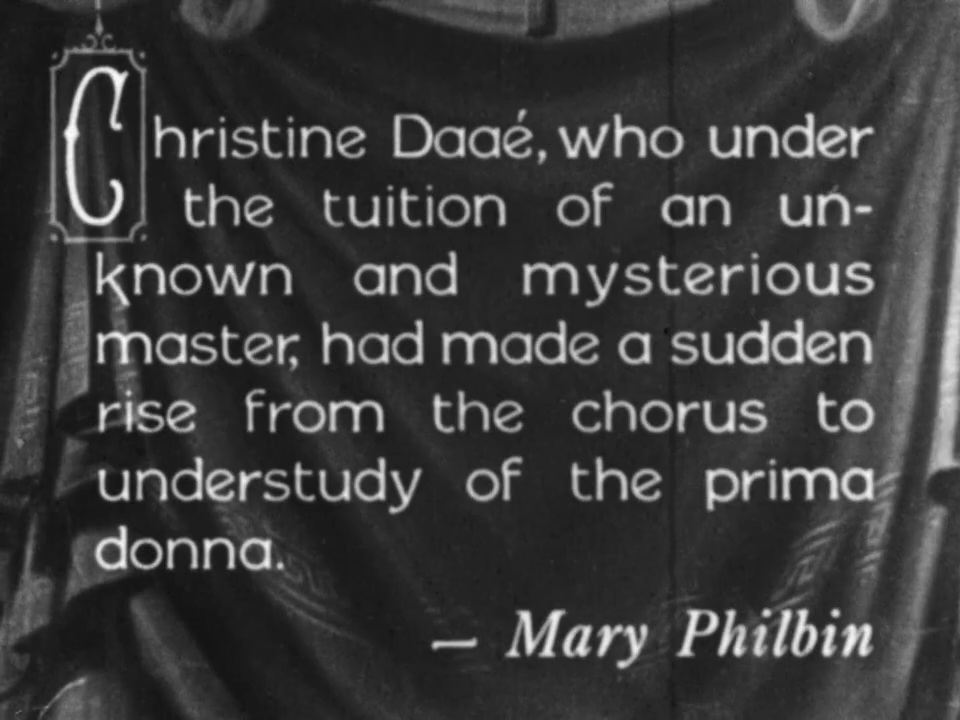 Christine Daaé, who under
the tuition of an un-
known and mysterious
master, had made a sudden
rise from the chorus to
understudy of the prima
donna.
— Mary Philbin